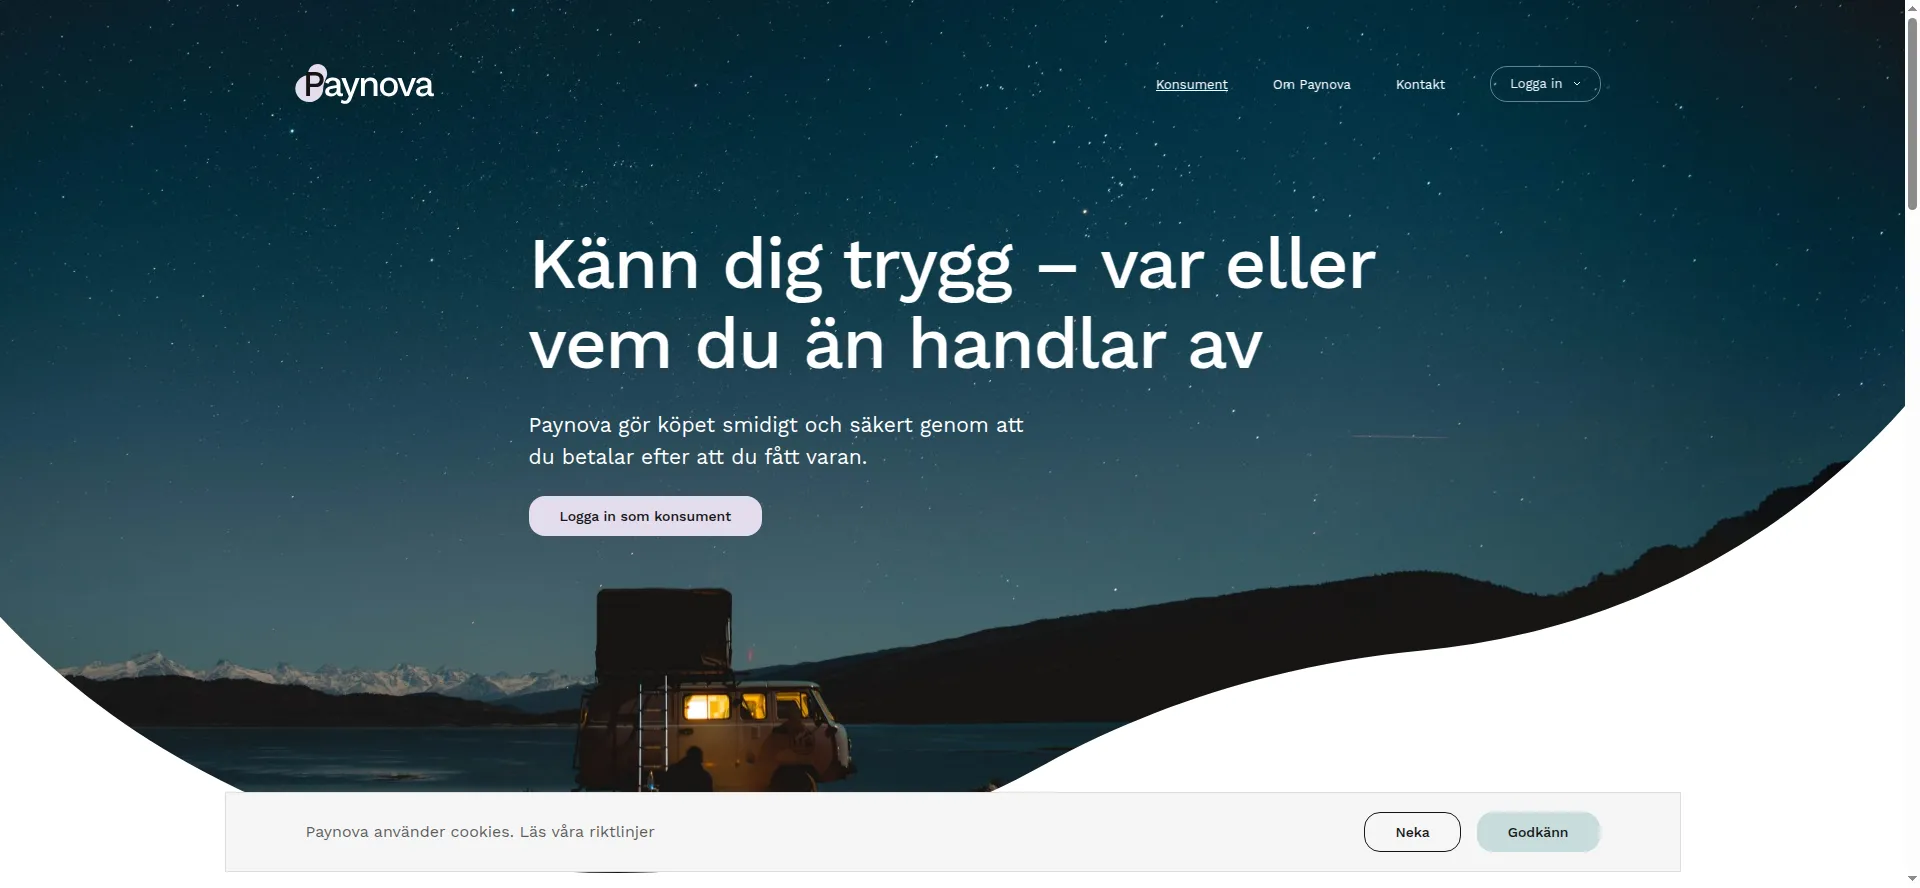 Paynova
Konsument
Om Paynova
Kontakt
Logga in
Känn dig trygg – var eller
vem du än handlar av
Paynova gör köpet smidigt och säkert genom att
du betalar efter att du fått varan.
Logga in som konsument
Paynova använder cookies. Läs våra riktlinjer
Neka
Godkänn